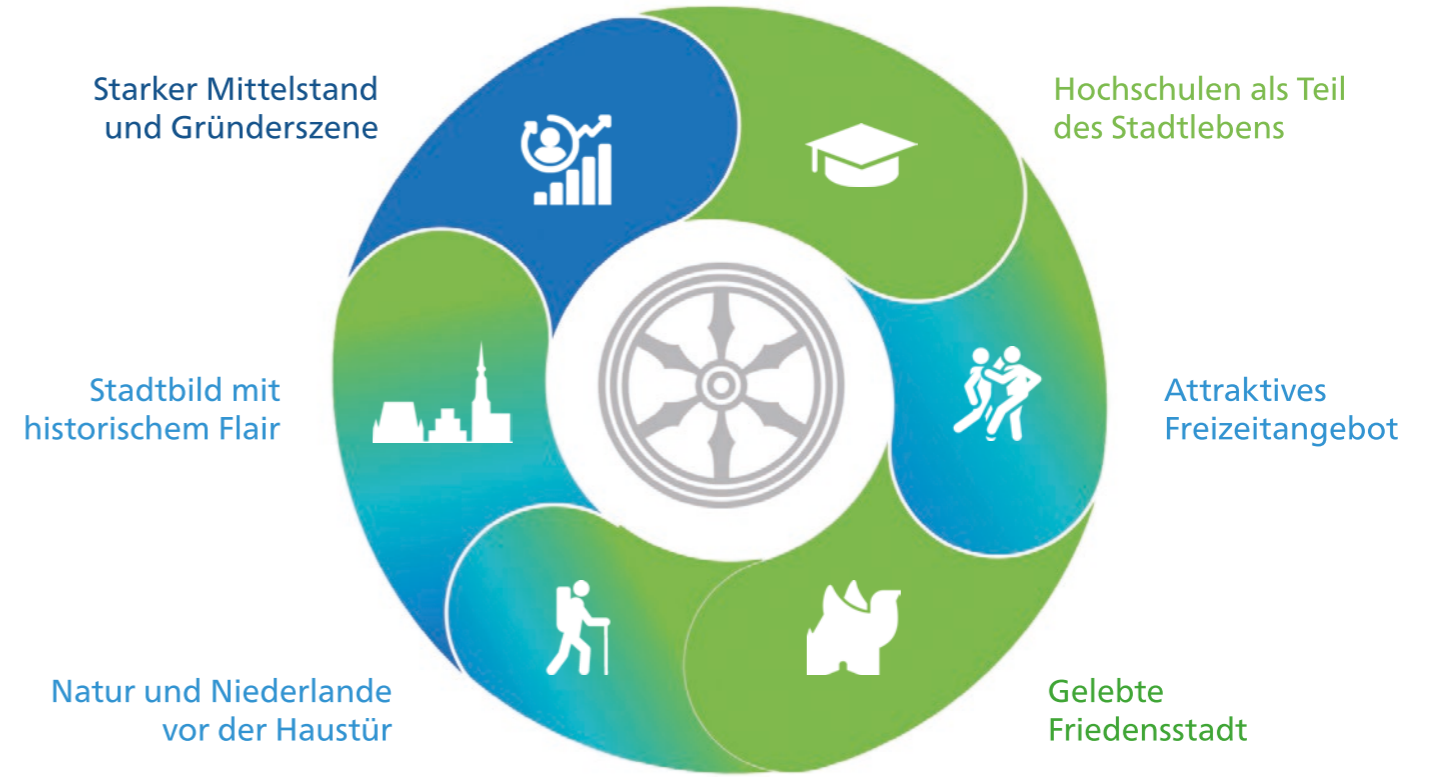 Starker Mittelstand
und Gründerszene
Hochschulen als Teil
des Stadtlebens
Stadtbild mit
historischem Flair
Attraktives
Freizeitangebot
Natur und Niederlande
vor der Haustür
Gelebte
Friedensstadt